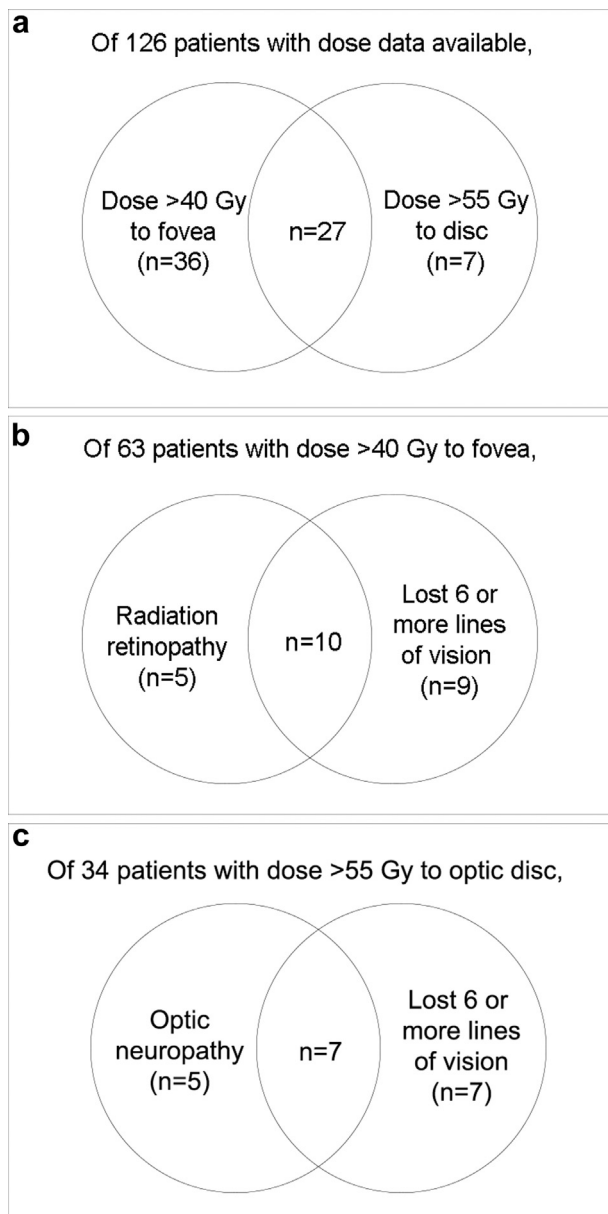 a
Of 126 patients with dose data available,
Dose >40 Gy
to fovea
(n=36)
n=27
Dose >55 Gy
to disc
(n=7)
b
Of 63 patients with dose >40 Gy to fovea,
Radiation
retinopathy
(n=5)
n=10
Lost 6 or
more lines
of vision
(n=9)
c
Of 34 patients with dose >55 Gy to optic disc,
Optic
neuropathy
(n=5)
n=7
Lost 6 or
more lines
of vision
(n=7)